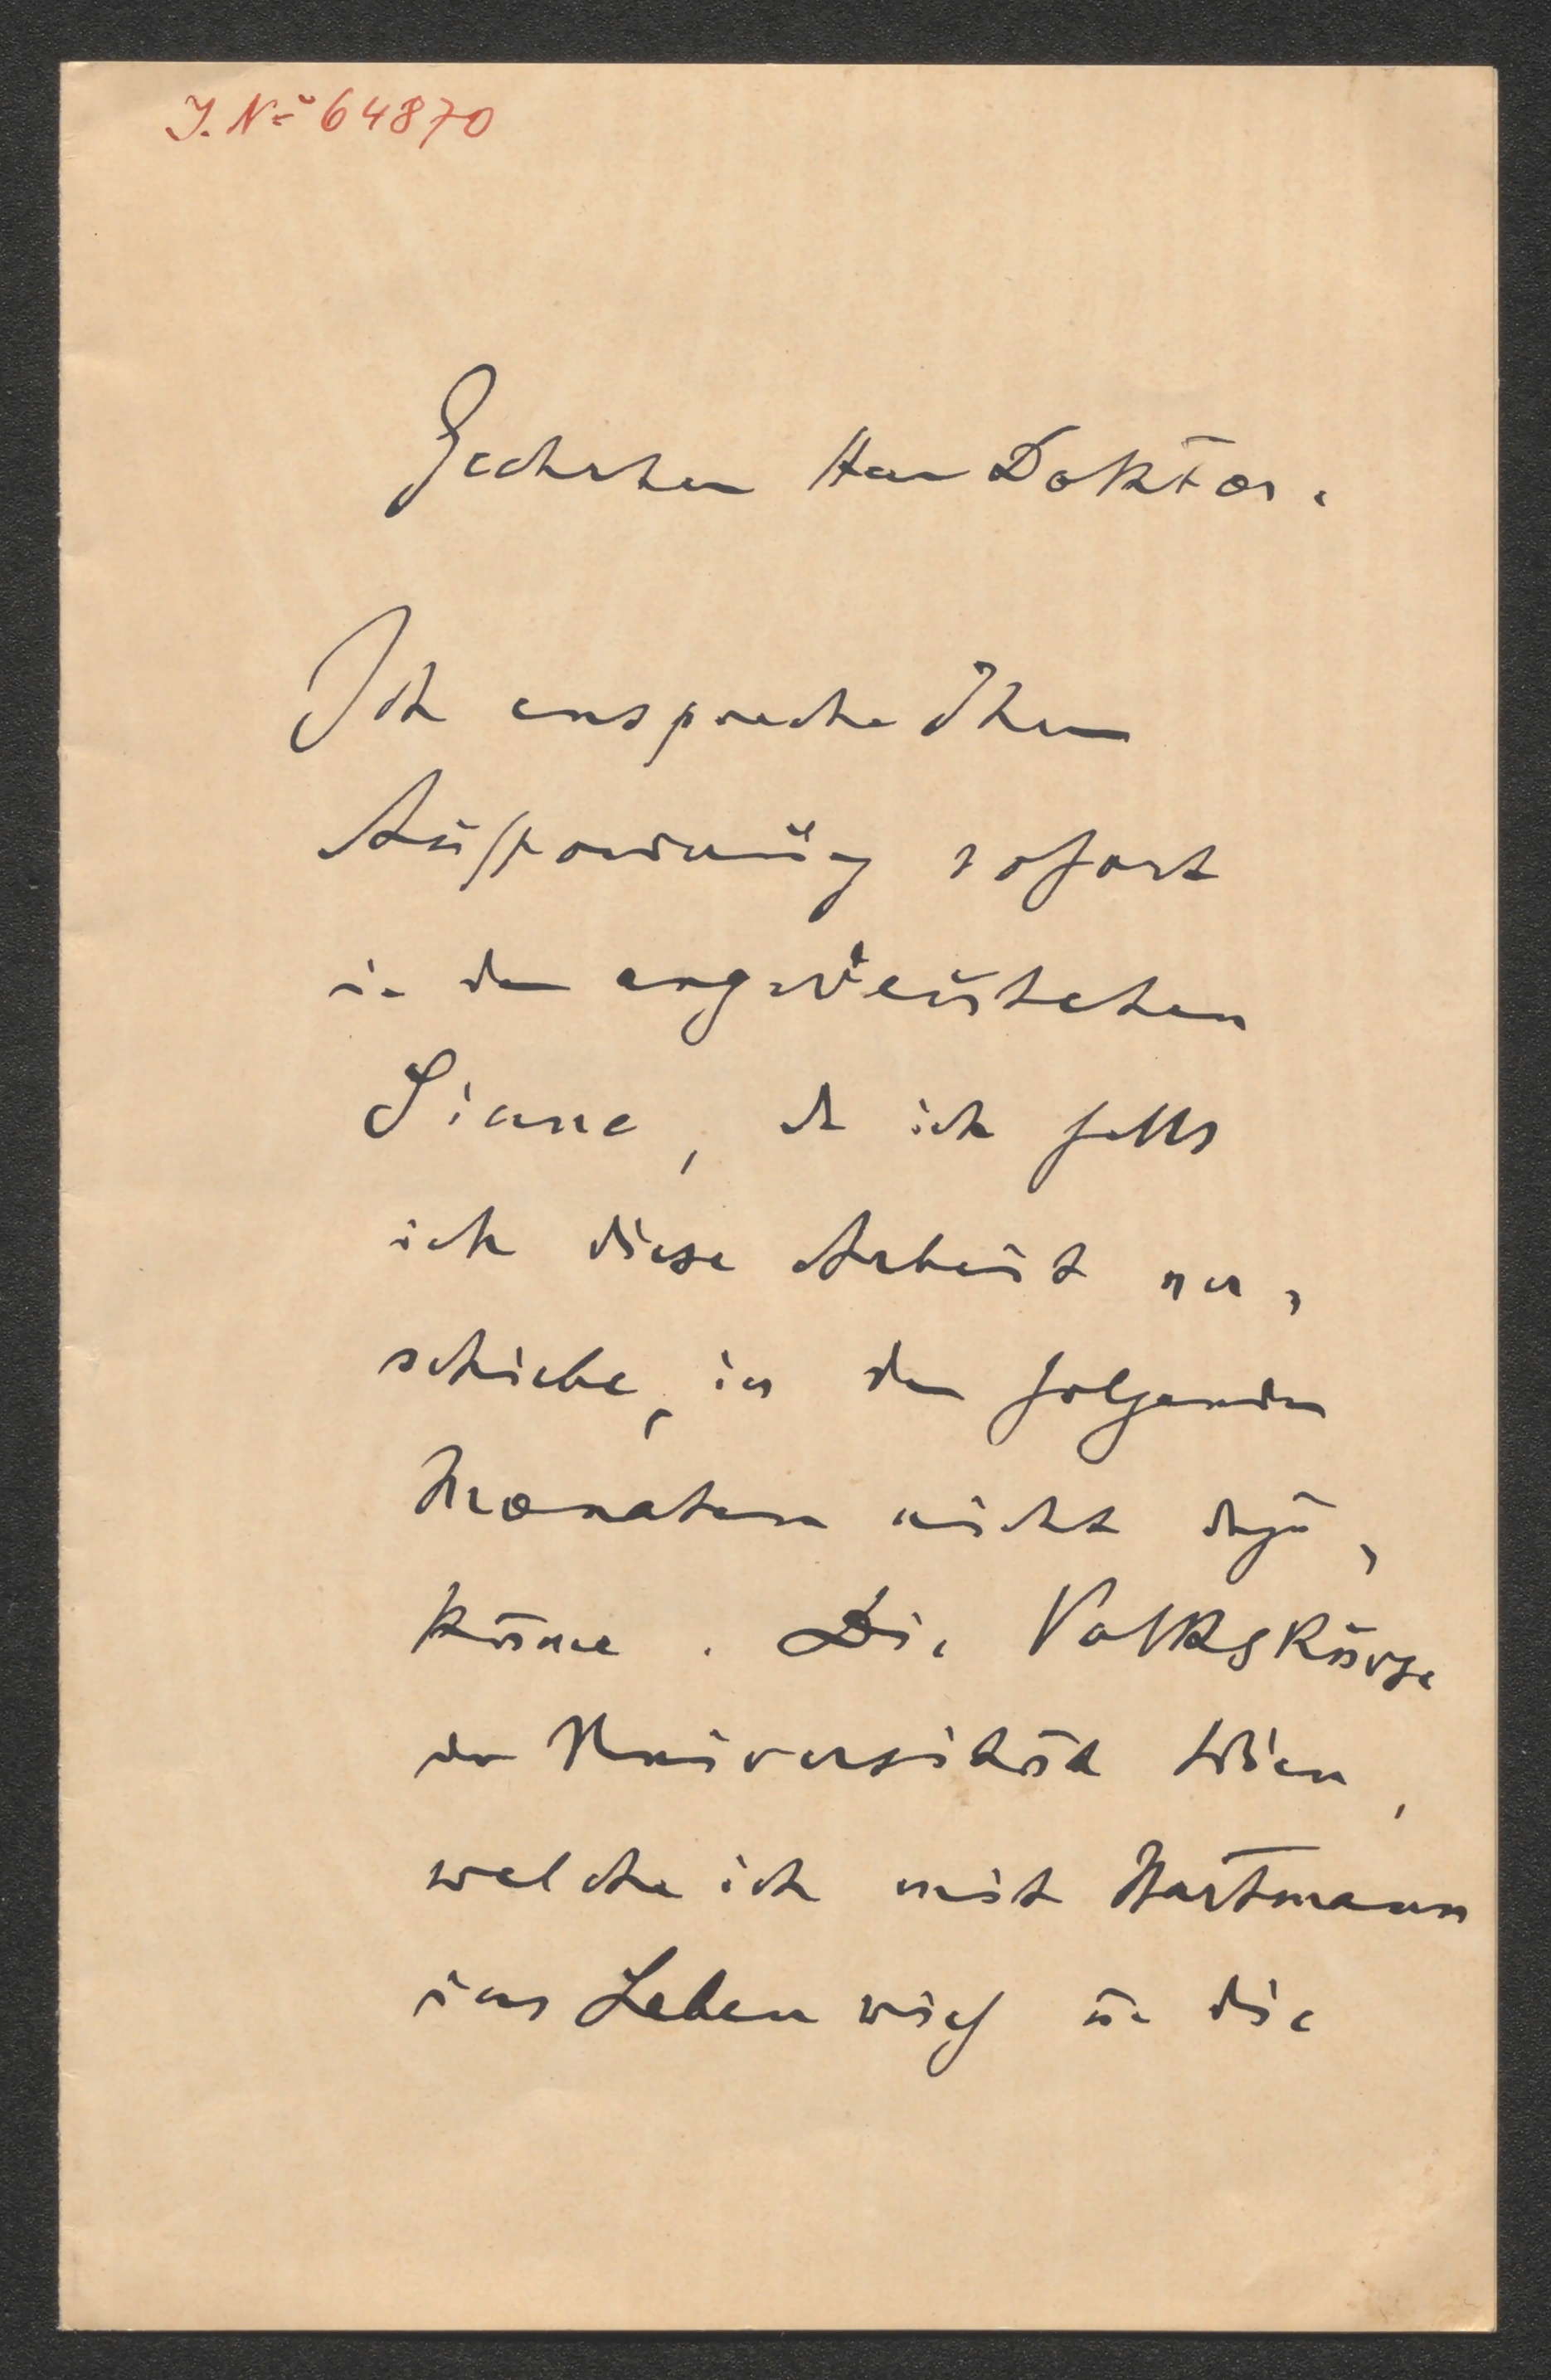 I. № 64870
Geehrter Herr Doktor.
Ich entspreche Ihrer
Aufforderung sofort
in dem angedeuteten
Sinne, da ich falls
ich diese Arbeit ver-
schiebe, in den folgenden
Monaten nicht dazu
käme. Die Volkskurse
der Universität Wien,
welche ich mit Hartmann
ins Leben rief u. die